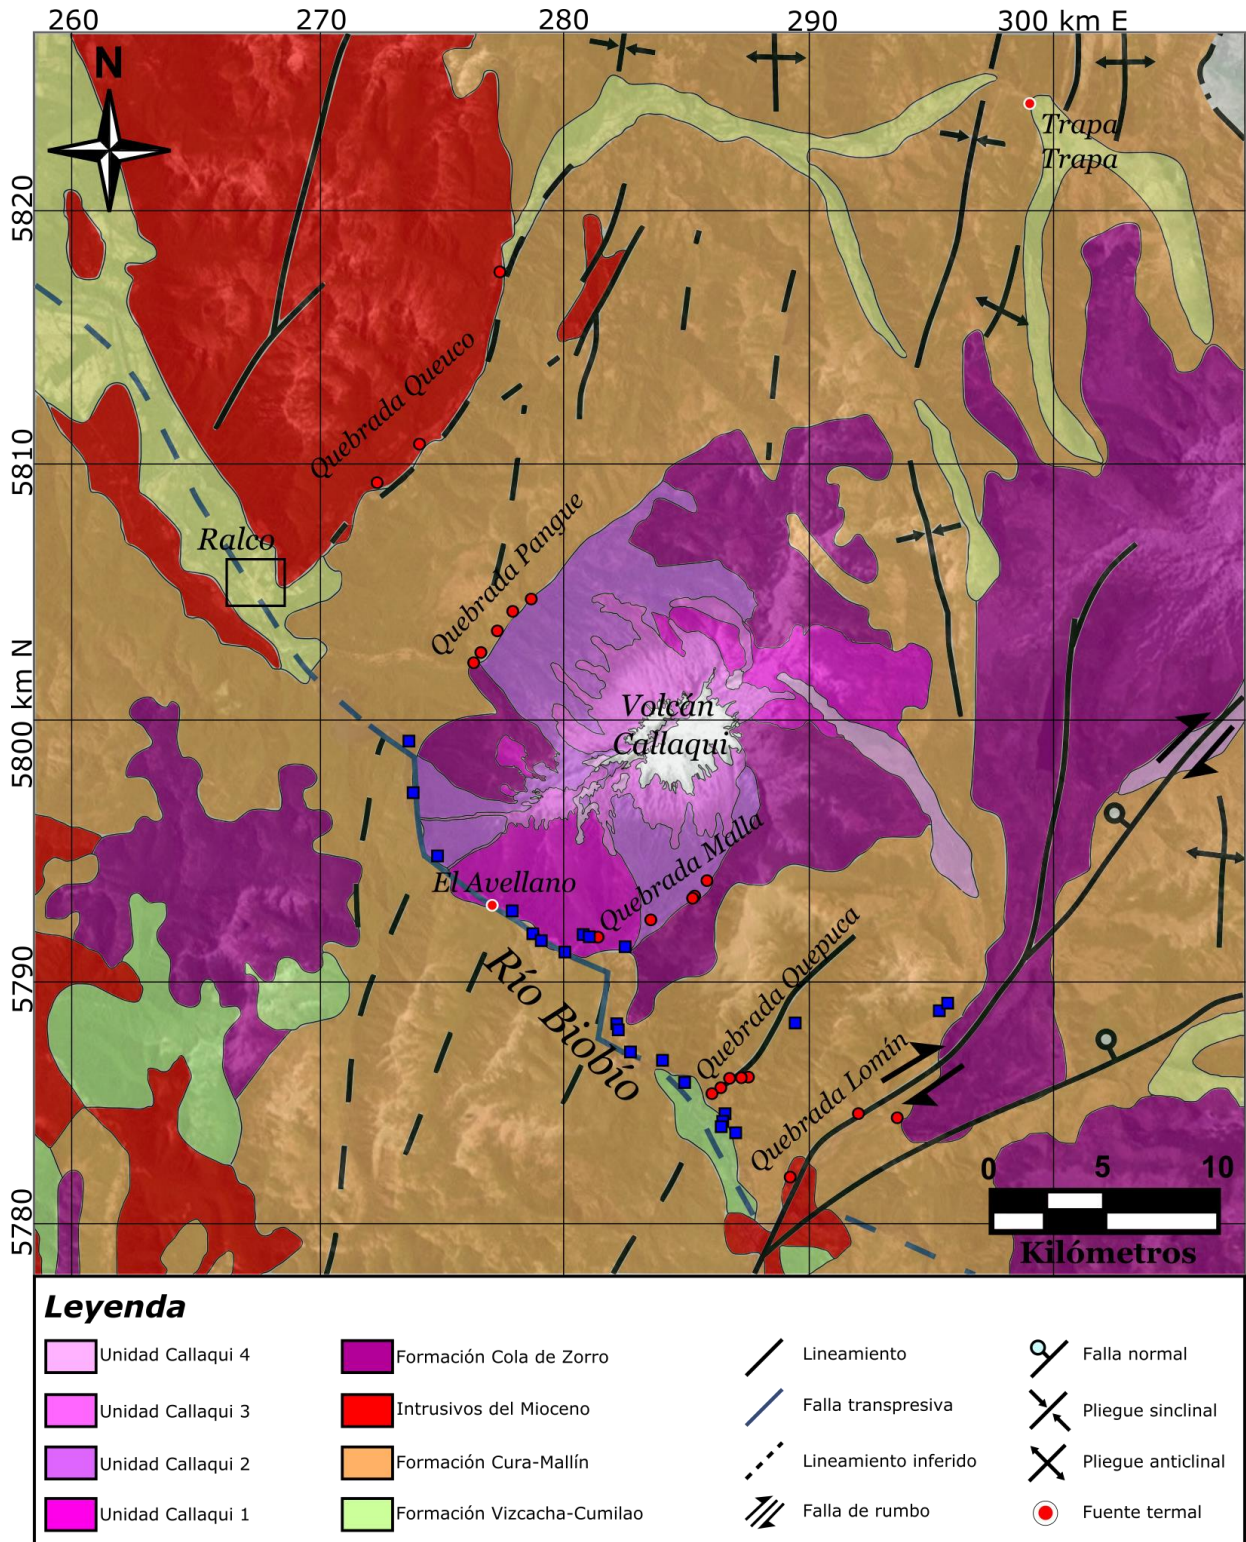 260 270 280 290 300 km E
N
Trapa
Trapa
5820
Quebrada Queuco
5810
Ralco
Quebrada Pangue
5800 km N
Volcán
Callaqui
Quebrada Malla
El Avellano
Río Biobío
Quebrada Quepuca
5790
Quebrada Lomín
0 5 10
Kilómetros
5780
Leyenda
Unidad Callaqui 4
Unidad Callaqui 3
Unidad Callaqui 2
Unidad Callaqui 1
Formación Cola de Zorro
Intrusivos del Mioceno
Formación Cura-Mallín
Formación Vizcacha-Cumilao
Lineamiento
Falla transpresiva
Lineamiento inferido
Falla de rumbo
Falla normal
Pliegue sinclinal
Pliegue anticlinal
Fuente termal